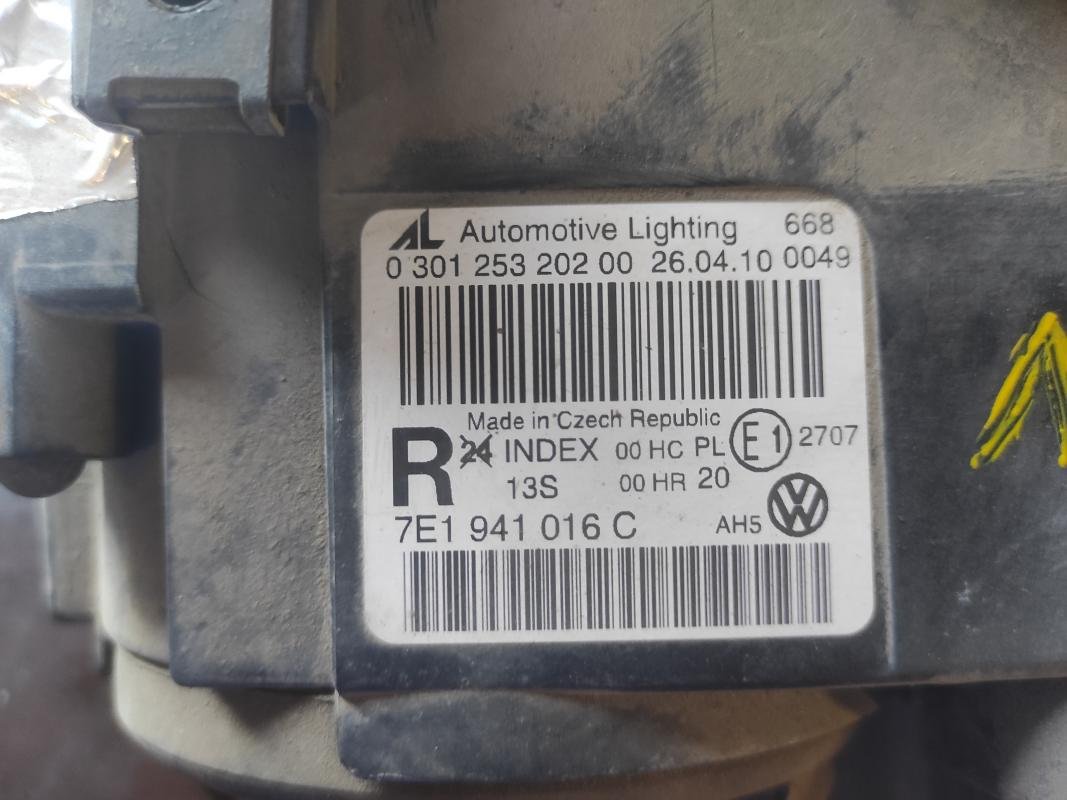 AL Automotive Lighting 668
0 301 253 202 00 26.04.10 0049
Made in Czech Republic
R 24 INDEX 00 HC PL E1 2707
13S 00 HR 20
7E1 941 016 C AH5 VW